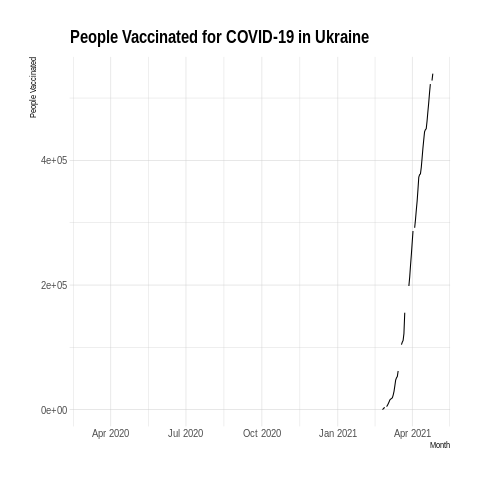 People Vaccinated for COVID-19 in Ukraine
People Vaccinated
4e+05
2e+05
0e+00
Apr 2020 Jul 2020 Oct 2020 Jan 2021 Apr 2021
Month